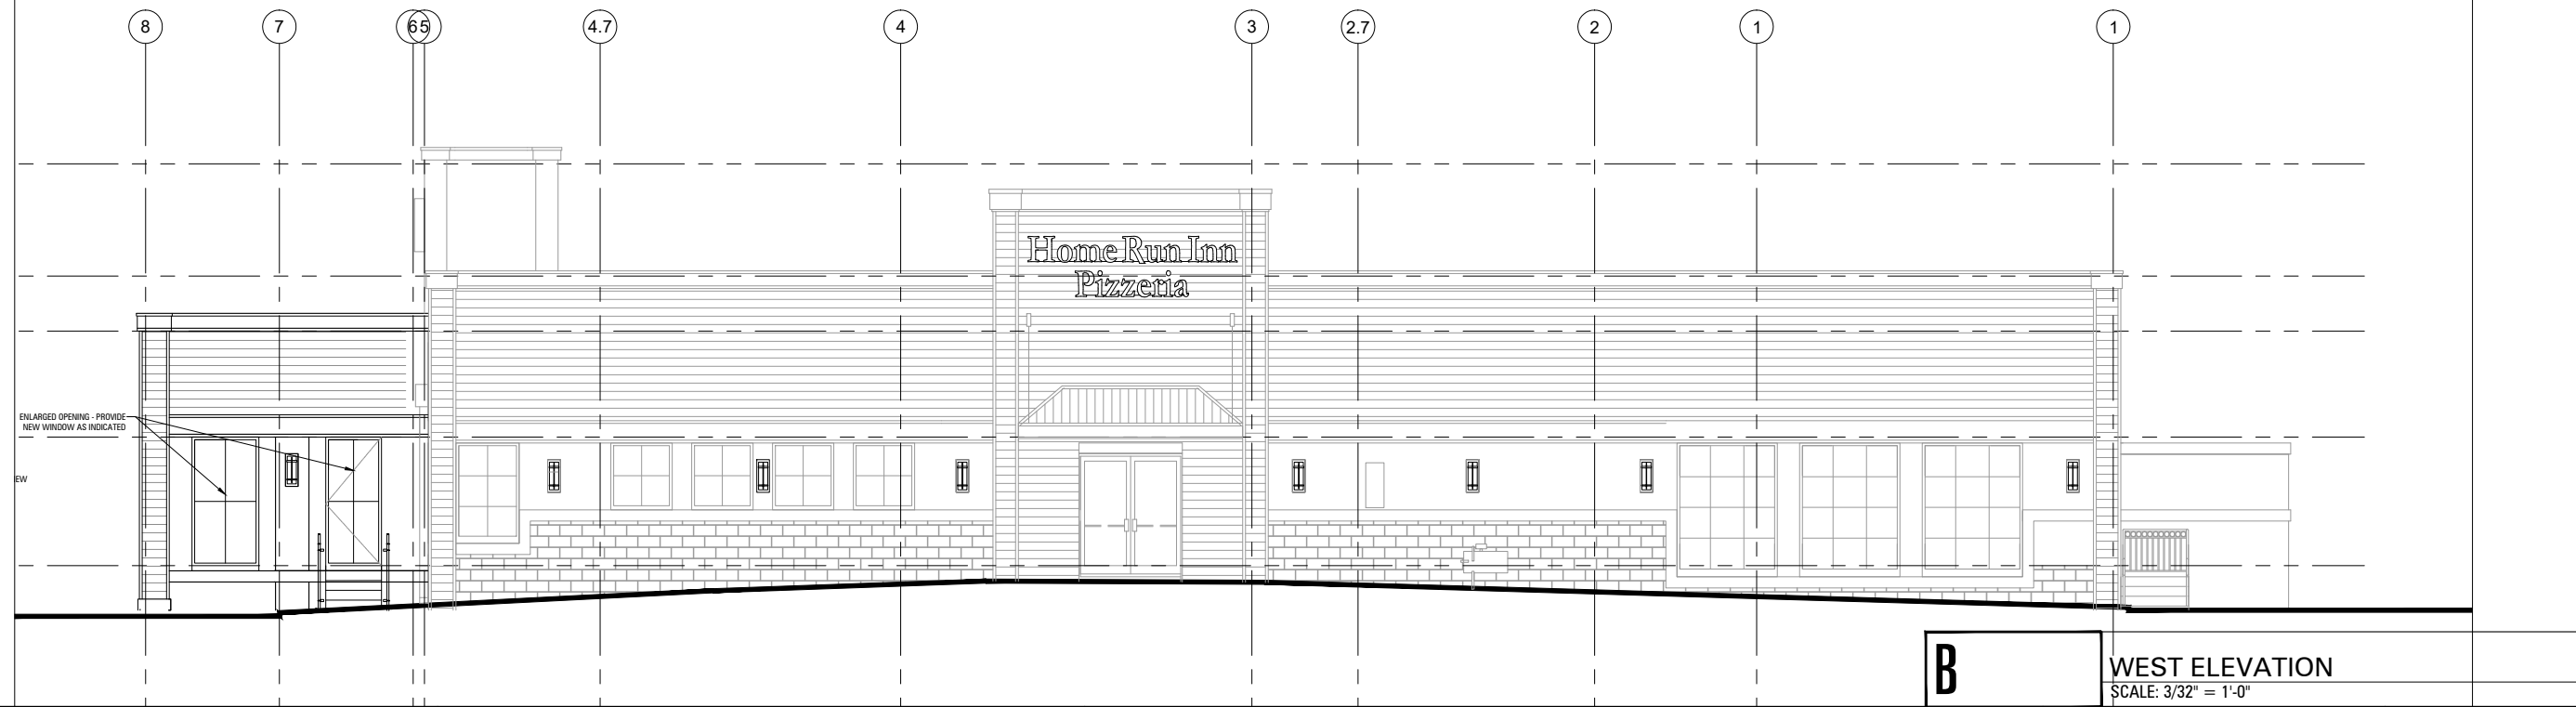 8 7 6 5 4.7 4 3 2.7 2 1 1
Home Run Inn
Pizzeria
ENLARGED OPENING - PROVIDE
NEW WINDOW AS INDICATED
EW
B
WEST ELEVATION
SCALE: 3/32" = 1'-0"